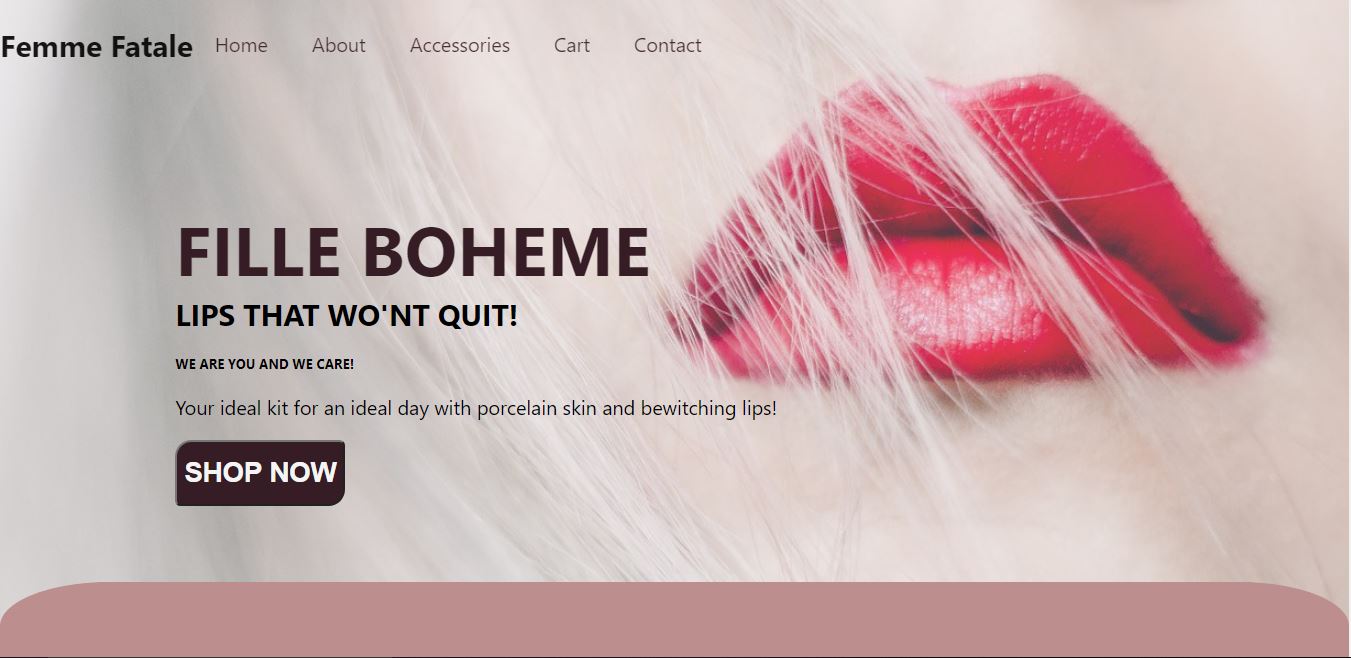 Femme Fatale Home About Accessories Cart Contact
FILLE BOHEME
LIPS THAT WO'NT QUIT!
WE ARE YOU AND WE CARE!
Your ideal kit for an ideal day with porcelain skin and bewitching lips!
SHOP NOW